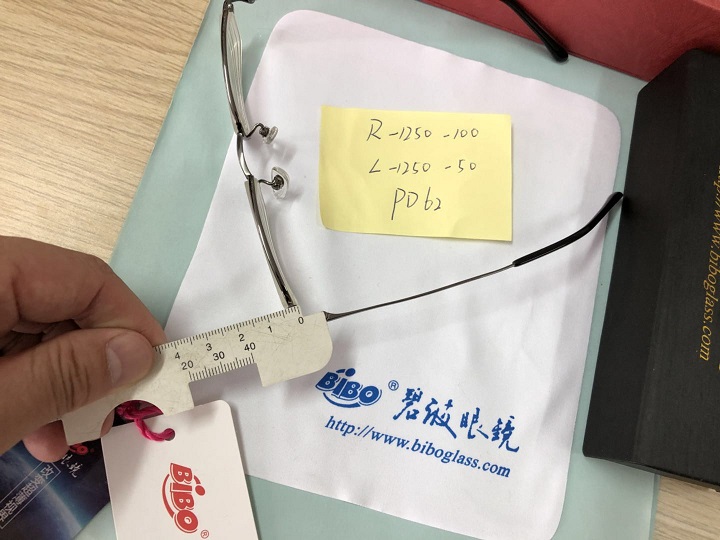 R -1250 -100
L -1250 -50
PD 62
4 3 2 1 0
20 30 40
BiBO® 碧波眼镜
http://www.biboglass.com
BiBO
www.biboglass.com